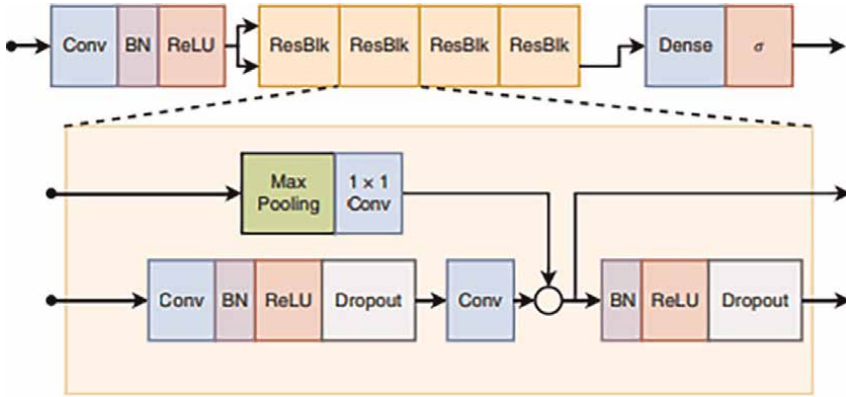 Conv BN ReLU ResBlk ResBlk ResBlk ResBlk Dense σ
Max Pooling
1 × 1 Conv
Conv BN ReLU Dropout Conv BN ReLU Dropout